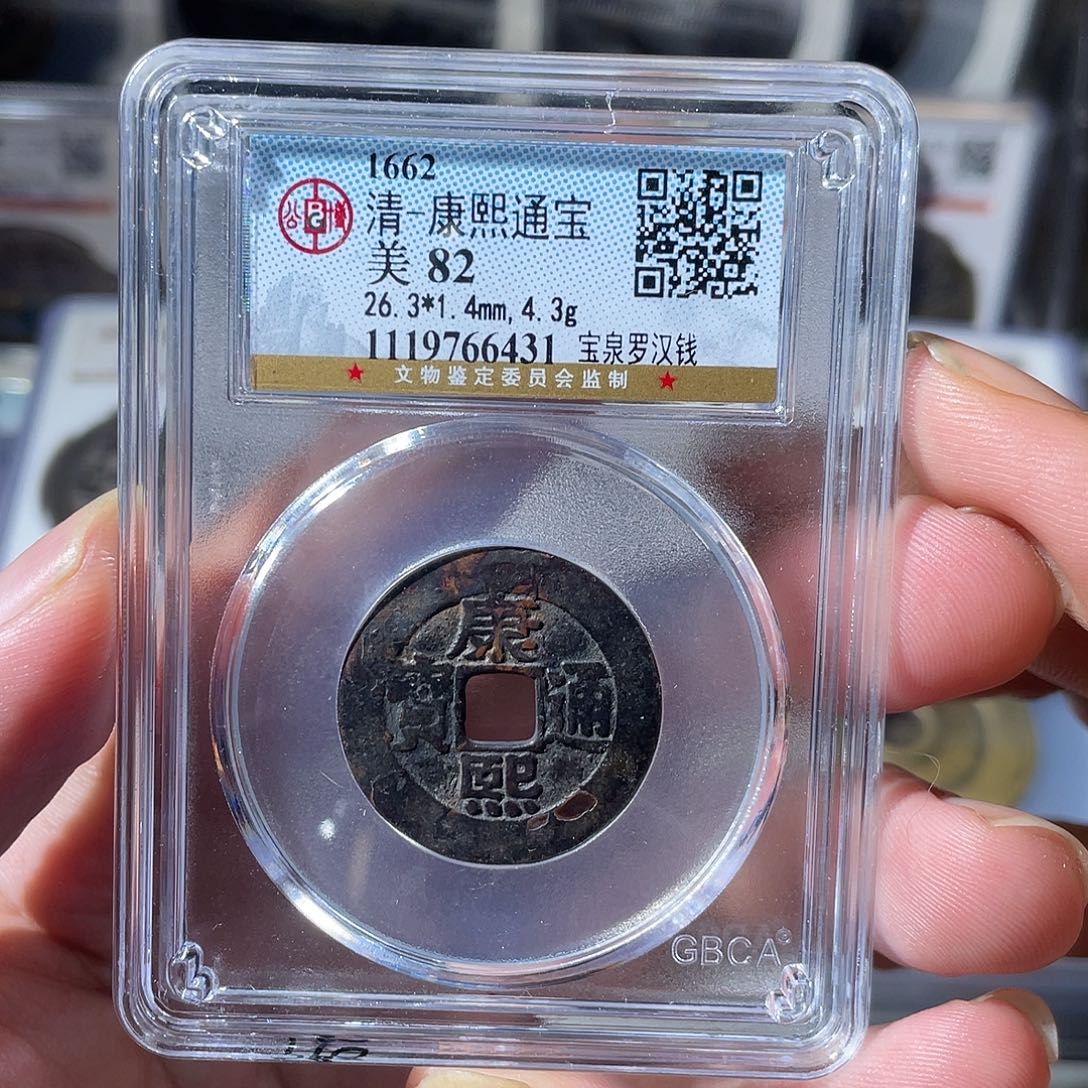 1662
清-康熙通宝
美 82
26.3*1.4mm, 4.3g
1119766431 宝泉罗汉钱
★ 文物鉴定委员会监制 ★
康
寶 通
熙
GBCA